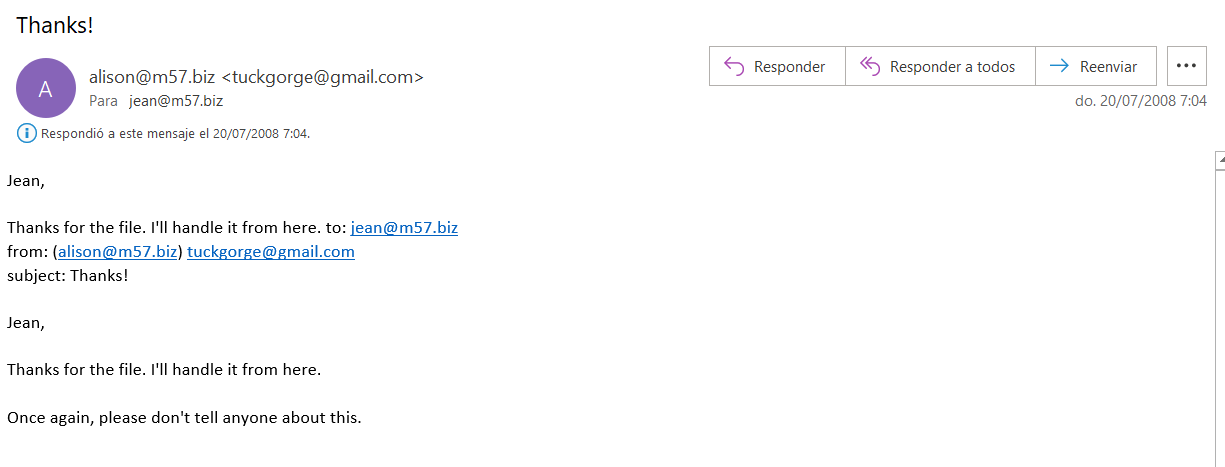 Thanks!
A
alison@m57.biz <tuckgorge@gmail.com>
Para jean@m57.biz
Responder
Responder a todos
Reenviar
do. 20/07/2008 7:04
Respondió a este mensaje el 20/07/2008 7:04.
Jean,
Thanks for the file. I'll handle it from here. to: jean@m57.biz
from: (alison@m57.biz) tuckgorge@gmail.com
subject: Thanks!
Jean,
Thanks for the file. I'll handle it from here.
Once again, please don't tell anyone about this.